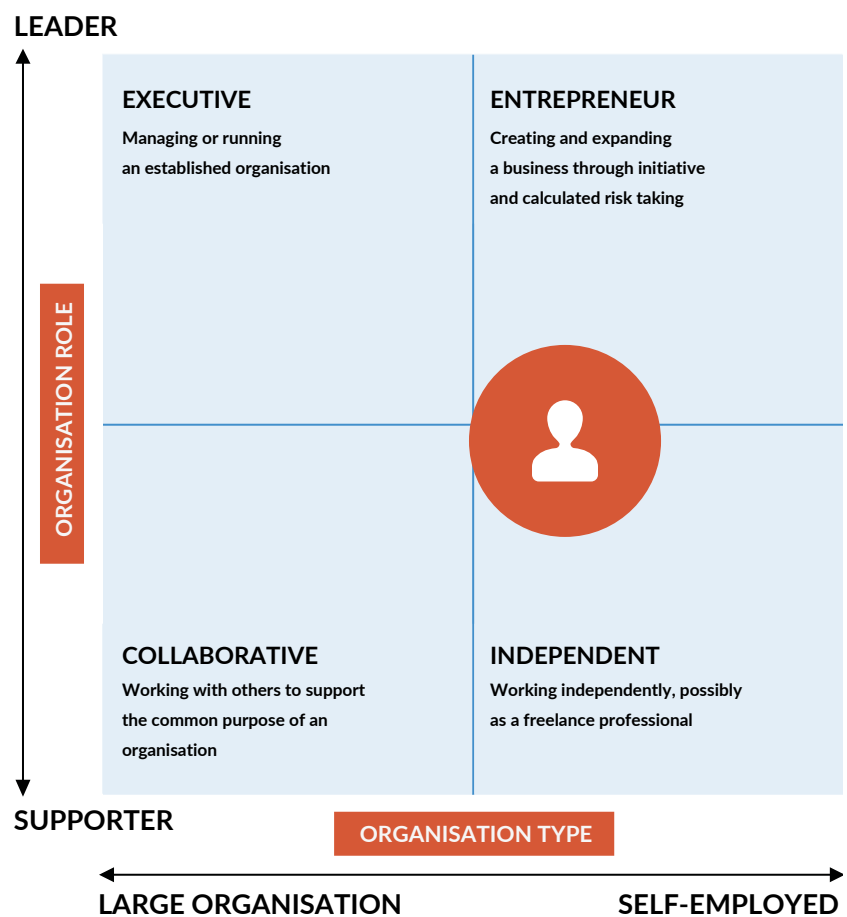 LEADER
EXECUTIVE
Managing or running
an established organisation
ENTREPRENEUR
Creating and expanding
a business through initiative
and calculated risk taking
ORGANISATION ROLE
COLLABORATIVE
Working with others to support
the common purpose of an
organisation
INDEPENDENT
Working independently, possibly
as a freelance professional
SUPPORTER
ORGANISATION TYPE
LARGE ORGANISATION
SELF-EMPLOYED